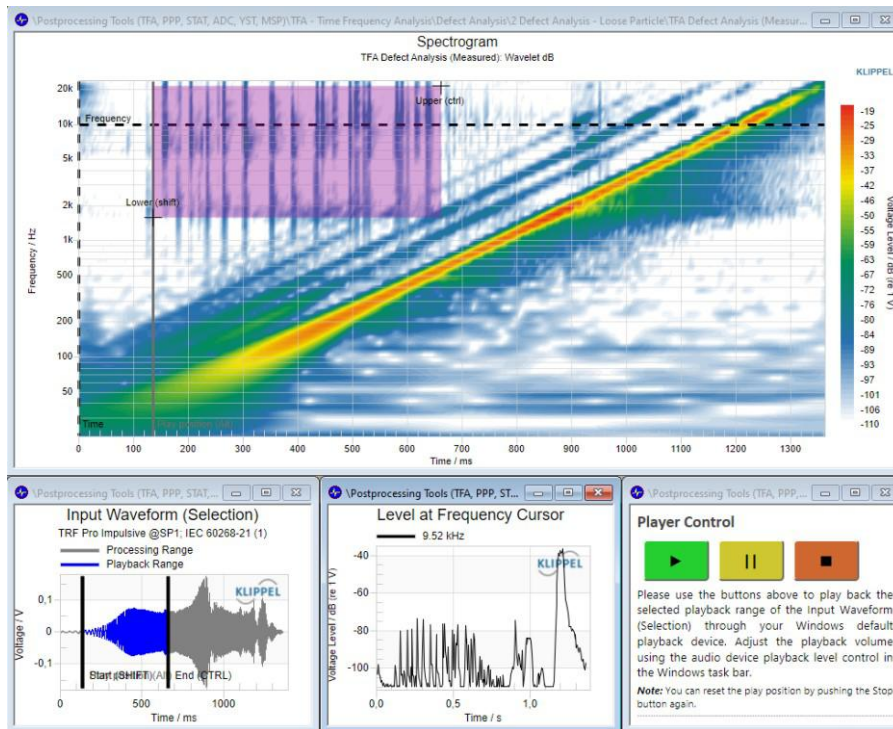 \Postprocessing Tools (TFA, PPP, STAT, ADC, YST, MSP)\TFA - Time Frequency Analysis\Defect Analysis\2 Defect Analysis - Loose Particle\TFA Defect Analysis (Measur...
Spectrogram
TFA Defect Analysis (Measured): Wavelet dB
KLIPPEL
Frequency / Hz
20k
10k
5k
2k
1k
500
200
100
50
Frequency
Upper (ctrl)
Lower (shift)
Time
0 100 200 300 400 500 600 700 800 900 1000 1100 1200 1300
Time / ms
-19
-25
-29
-33
-37
-42
-46
-50
-55
-59
-63
-67
-72
-76
-80
-84
-89
-93
-97
-101
-106
-110
Voltage Level / dB (re 1 V)
\Postprocessing Tools (TFA, PPP, STAT,...
Input Waveform (Selection)
TRF Pro Impulsive @SP1; IEC 60268-21 (1)
Processing Range
Playback Range
KLIPPEL
Voltage / V
0,1
0
-0,1
Start (SHIFT)
End (CTRL)
0 500 1000
Time / ms
\Postprocessing Tools (TFA, PPP, ST...
Level at Frequency Cursor
9.52 kHz
KLIPPEL
Voltage Level / dB (re 1 V)
-40
-60
-80
-100
0,0 0,5 1,0
Time / s
\Postprocessing Tools (TFA, PPP,...
Player Control
Please use the buttons above to play back the
selected playback range of the Input Waveform
(Selection) through your Windows default
playback device. Adjust the playback volume
using the audio device playback level control in
the Windows task bar.
Note: You can reset the play position by pushing the Stop
button again.